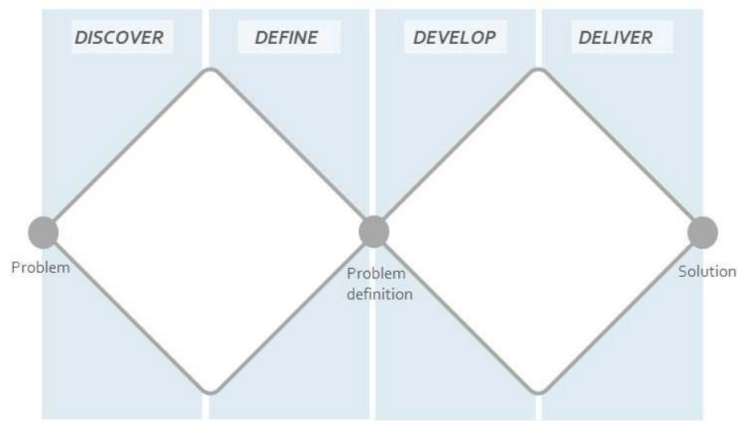 DISCOVER
DEFINE
DEVELOP
DELIVER
Problem
Problem
definition
Solution